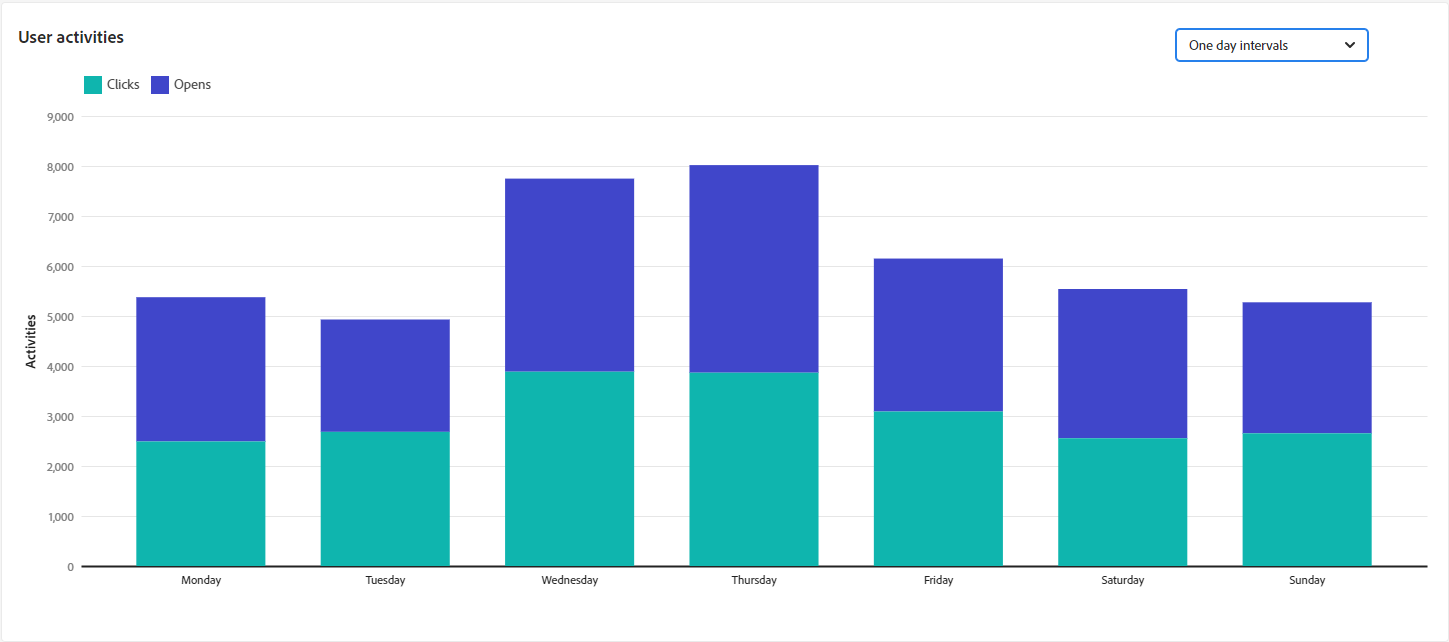 User activities
One day intervals
Clicks Opens
9,000
8,000
7,000
6,000
5,000
4,000
3,000
2,000
1,000
0
Activities
Monday Tuesday Wednesday Thursday Friday Saturday Sunday